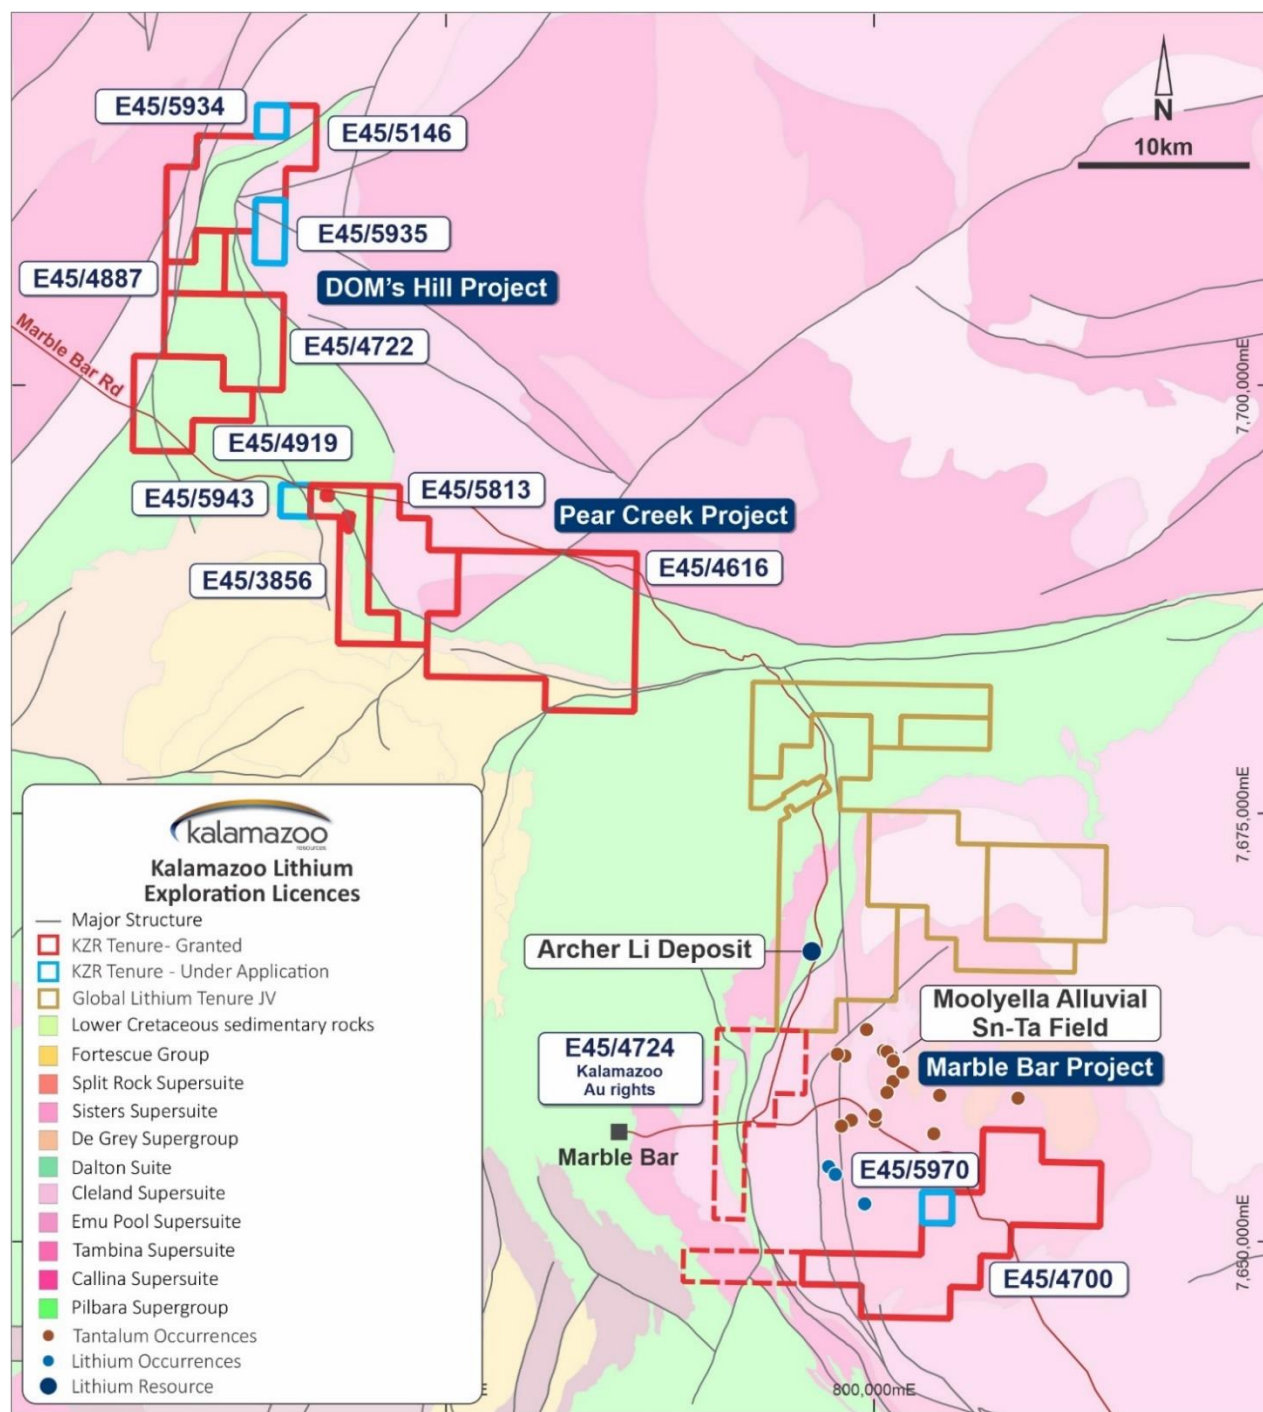 E45/5934
E45/5146
N
10km
E45/5935
E45/4887
DOM's Hill Project
Marble Bar Rd
E45/4722
7,700,000mE
E45/4919
E45/5943
E45/5813
Pear Creek Project
E45/3856
E45/4616
kalamazoo
resources
Kalamazoo Lithium
Exploration Licences
Major Structure
KZR Tenure- Granted
KZR Tenure - Under Application
Global Lithium Tenure JV
Lower Cretaceous sedimentary rocks
Fortescue Group
Split Rock Supersuite
Sisters Supersuite
De Grey Supergroup
Dalton Suite
Cleland Supersuite
Emu Pool Supersuite
Tambina Supersuite
Callina Supersuite
Pilbara Supergroup
Tantalum Occurrences
Lithium Occurrences
Lithium Resource
7,675,000mE
Archer Li Deposit
Moolyella Alluvial
Sn-Ta Field
E45/4724
Kalamazoo
Au rights
Marble Bar Project
Marble Bar
E45/5970
7,650,000mE
E45/4700
E
800,000mE